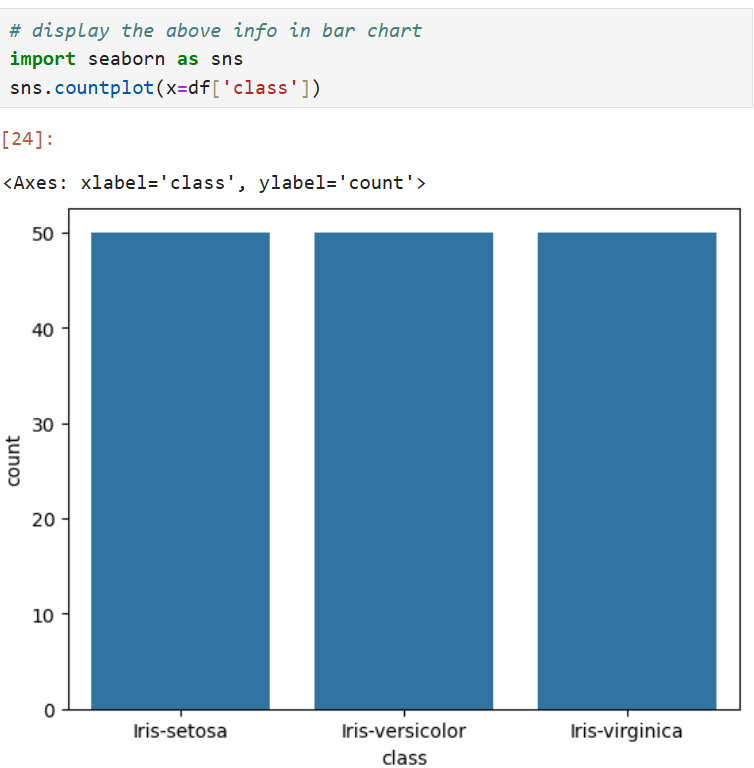 # display the above info in bar chart
import seaborn as sns
sns.countplot(x=df['class'])
[24]:
<Axes: xlabel='class', ylabel='count'>
50
40
30
20
10
0
count
Iris-setosa Iris-versicolor Iris-virginica
class